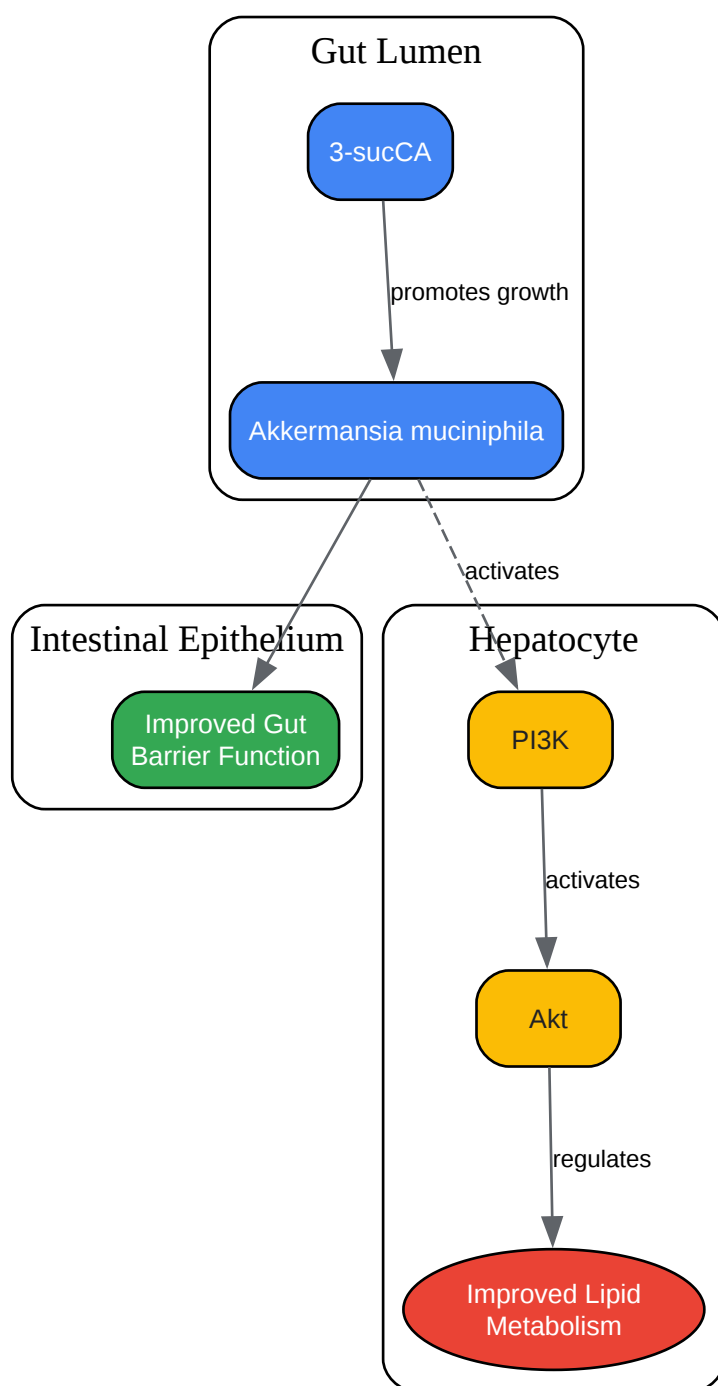 Gut Lumen
3-sucCA
promotes growth
Akkermansia muciniphila
activates
Intestinal Epithelium
Hepatocyte
Improved Gut
Barrier Function
PI3K
activates
Akt
regulates
Improved Lipid
Metabolism